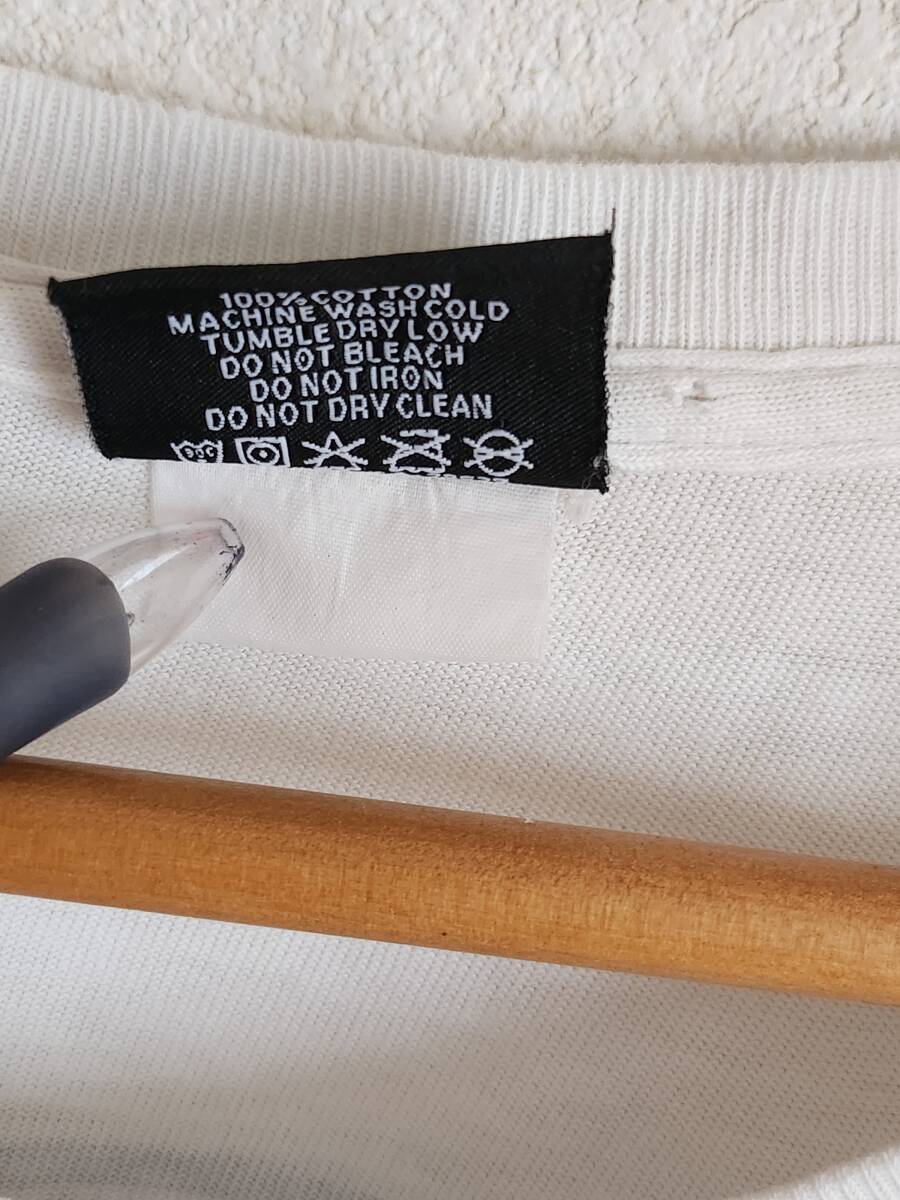 100% COTTON
MACHINE WASH COLD
TUMBLE DRY LOW
DO NOT BLEACH
DO NOT IRON
DO NOT DRY CLEAN